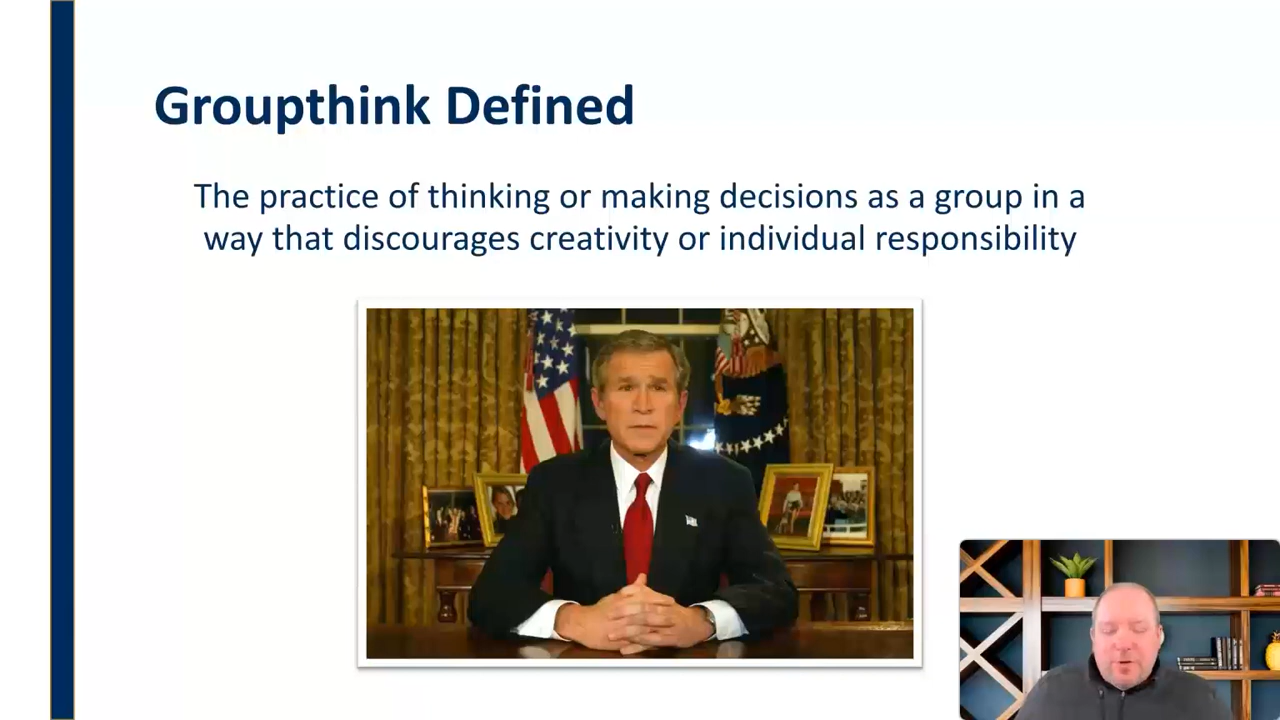 Groupthink Defined
The practice of thinking or making decisions as a group in a
way that discourages creativity or individual responsibility